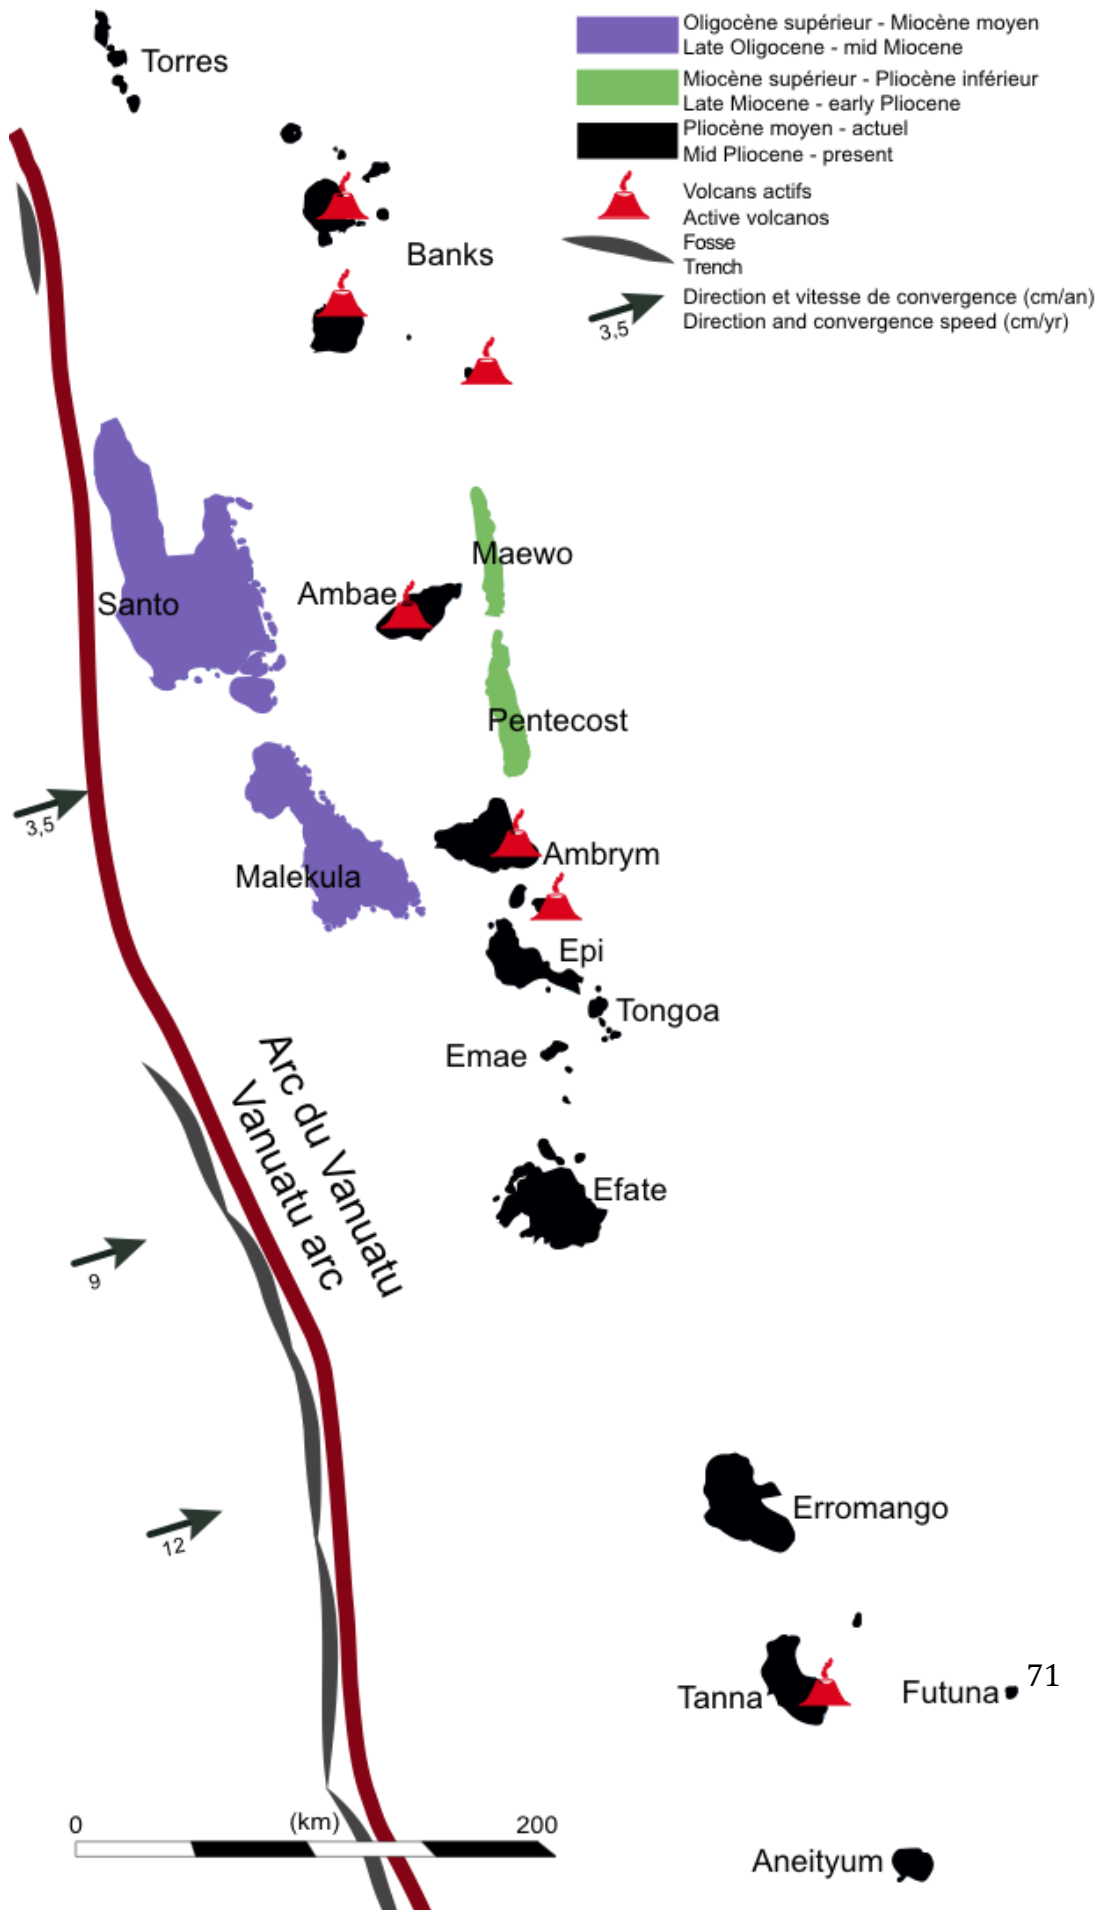 Oligocène supérieur - Miocène moyen
Late Oligocene - mid Miocene
Miocène supérieur - Pliocène inférieur
Late Miocene - early Pliocene
Pliocène moyen - actuel
Mid Pliocene - present
Volcans actifs
Active volcanos
Fosse
Trench
Direction et vitesse de convergence (cm/an)
Direction and convergence speed (cm/yr)
3,5
Torres
Banks
Maewo
Ambae
Santo
Pentecost
3,5
Malekula
Ambrym
Epi
Tongoa
Emae
Arc du Vanuatu
Vanuatu arc
Efate
9
Erromango
12
Tanna
Futuna
71
0
(km)
200
Aneityum